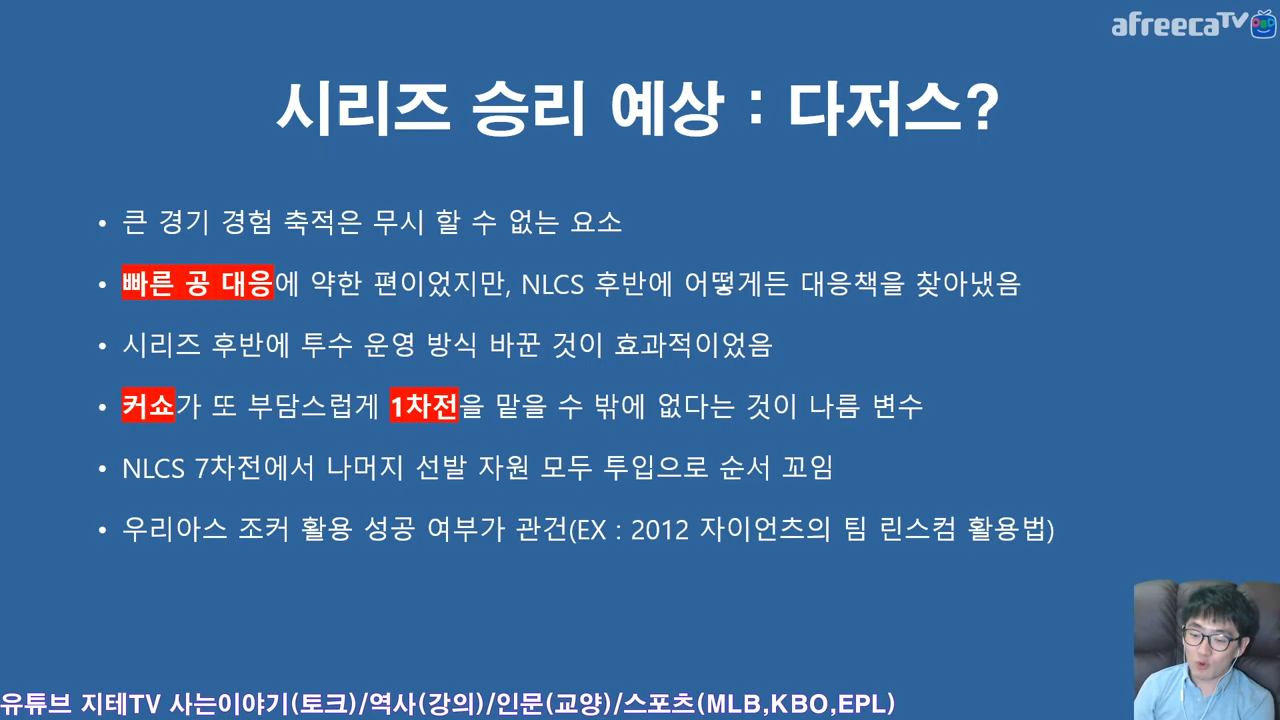 afreecaTV
시리즈 승리 예상 : 다저스?
• 큰 경기 경험 축적은 무시 할 수 없는 요소
• 빠른 공 대응에 약한 편이었지만, NLCS 후반에 어떻게든 대응책을 찾아냈음
• 시리즈 후반에 투수 운영 방식 바꾼 것이 효과적이었음
• 커쇼가 또 부담스럽게 1차전을 맡을 수 밖에 없다는 것이 나름 변수
• NLCS 7차전에서 나머지 선발 자원 모두 투입으로 순서 꼬임
• 우리아스 조커 활용 성공 여부가 관건(EX : 2012 자이언츠의 팀 린스컴 활용법)
유튜브 지테TV 사는이야기(토크)/역사(강의)/인문(교양)/스포츠(MLB,KBO,EPL)